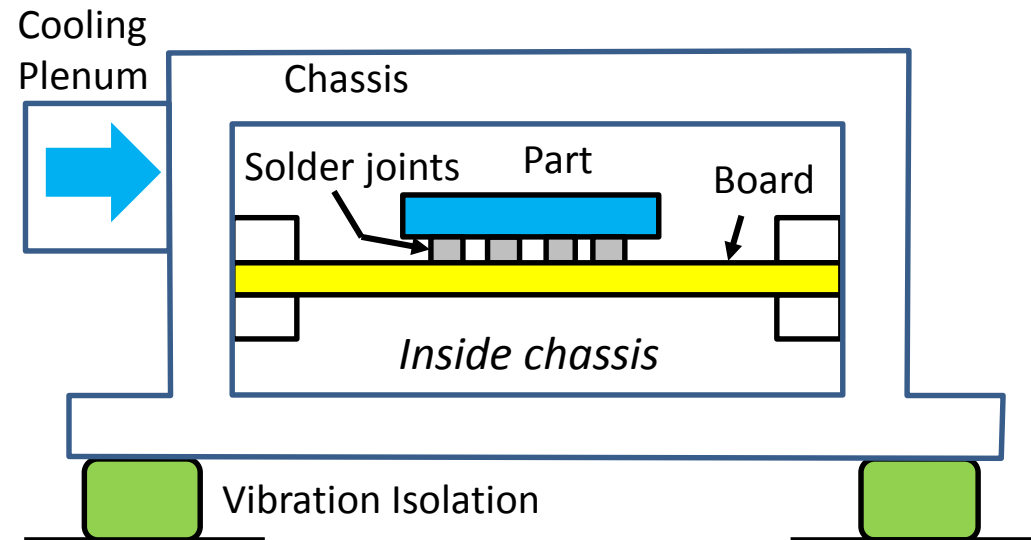 Cooling
Plenum
Chassis
Solder joints
Part
Board
Inside chassis
Vibration Isolation